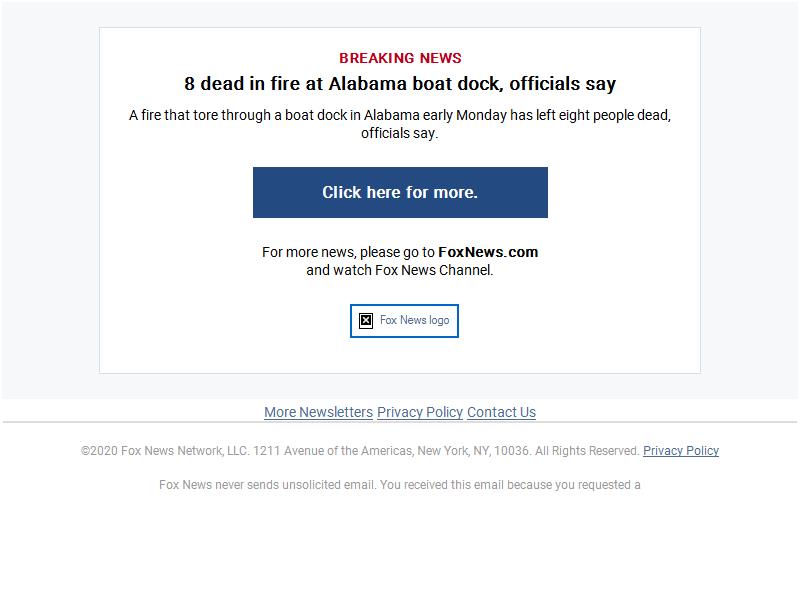 BREAKING NEWS
8 dead in fire at Alabama boat dock, officials say
A fire that tore through a boat dock in Alabama early Monday has left eight people dead,
officials say.
Click here for more.
For more news, please go to FoxNews.com
and watch Fox News Channel.
Fox News logo
More Newsletters Privacy Policy Contact Us
©2020 Fox News Network, LLC. 1211 Avenue of the Americas, New York, NY, 10036. All Rights Reserved. Privacy Policy
Fox News never sends unsolicited email. You received this email because you requested a